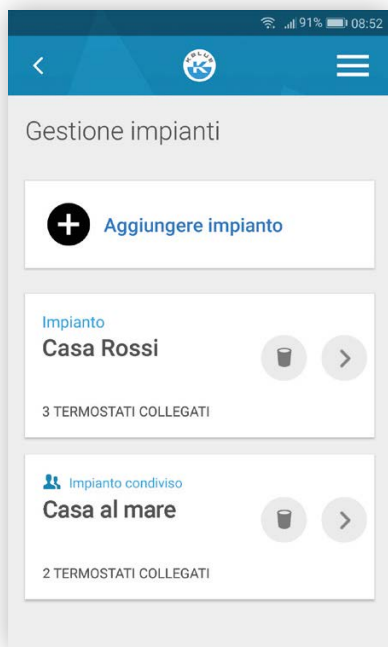 91% 08:52
KBLUE
K
Gestione impianti
Aggiungere impianto
Impianto
Casa Rossi
3 TERMOSTATI COLLEGATI
Impianto condiviso
Casa al mare
2 TERMOSTATI COLLEGATI